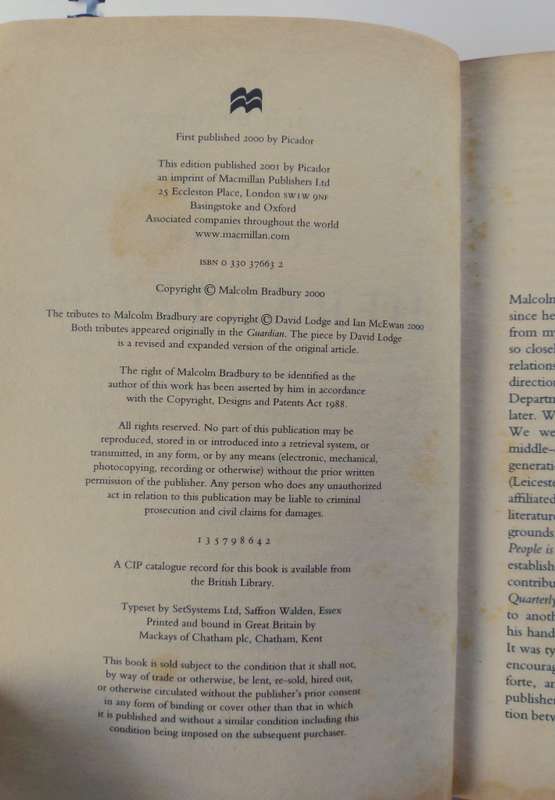 First published 2000 by Picador
This edition published 2001 by Picador
an imprint of Macmillan Publishers Ltd
25 Eccleston Place, London SW1W 9NF
Basingstoke and Oxford
Associated companies throughout the world
www.macmillan.com
ISBN 0 330 37663 2
Copyright © Malcolm Bradbury 2000
The tributes to Malcolm Bradbury are copyright © David Lodge and Ian McEwan 2000
Both tributes appeared originally in the Guardian. The piece by David Lodge
is a revised and expanded version of the original article.
The right of Malcolm Bradbury to be identified as the
author of this work has been asserted by him in accordance
with the Copyright, Designs and Patents Act 1988.
All rights reserved. No part of this publication may be
reproduced, stored in or introduced into a retrieval system, or
transmitted, in any form, or by any means (electronic, mechanical,
photocopying, recording or otherwise) without the prior written
permission of the publisher. Any person who does any unauthorized
act in relation to this publication may be liable to criminal
prosecution and civil claims for damages.
1 3 5 7 9 8 6 4 2
A CIP catalogue record for this book is available from
the British Library.
Typeset by SetSystems Ltd, Saffron Walden, Essex
Printed and bound in Great Britain by
Mackays of Chatham plc, Chatham, Kent
This book is sold subject to the condition that it shall not,
by way of trade or otherwise, be lent, re-sold, hired out,
or otherwise circulated without the publisher's prior consent
in any form of binding or cover other than that in which
it is published and without a similar condition including this
condition being imposed on the subsequent purchaser.
Malcolm
since he
from my
so closel
relations
direction
Departm
later. W
We we
middle–
generati
(Leiceste
affiliated
literature
grounds
People is
establish
contribu
Quarterly
to anoth
his hand
It was ty
encourag
forte, an
publisher
tion betw